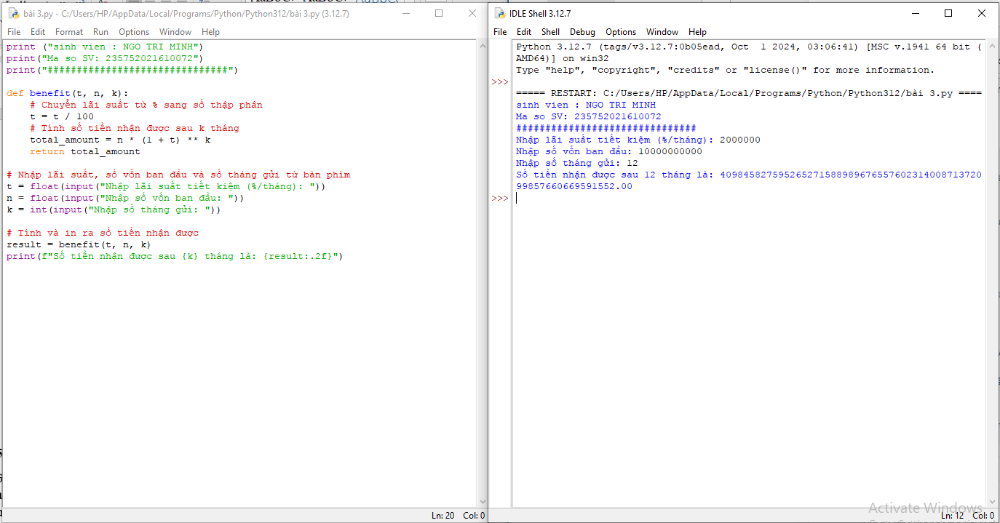 bài 3.py - C:/Users/HP/AppData/Local/Programs/Python/Python312/bài 3.py (3.12.7)
File Edit Format Run Options Window Help
print ("sinh vien : NGO TRI MINH")
print("Ma so SV: 235752021610072")
print("###############################")
def benefit(t, n, k):
    # Chuyển lãi suất từ % sang số thập phân
    t = t / 100
    # Tính số tiền nhận được sau k tháng
    total_amount = n * (1 + t) ** k
    return total_amount
# Nhập lãi suất, số vốn ban đầu và số tháng gửi từ bàn phím
t = float(input("Nhập lãi suất tiết kiệm (%/tháng): "))
n = float(input("Nhập số vốn ban đầu: "))
k = int(input("Nhập số tháng gửi: "))
# Tính và in ra số tiền nhận được
result = benefit(t, n, k)
print(f"Số tiền nhận được sau {k} tháng là: {result:.2f}")
Ln: 20 Col: 0
IDLE Shell 3.12.7
File Edit Shell Debug Options Window Help
Python 3.12.7 (tags/v3.12.7:0b05ead, Oct  1 2024, 03:06:41) [MSC v.1941 64 bit (
AMD64)] on win32
Type "help", "copyright", "credits" or "license()" for more information.
>>>
===== RESTART: C:/Users/HP/AppData/Local/Programs/Python/Python312/bài 3.py ====
sinh vien : NGO TRI MINH
Ma so SV: 235752021610072
###############################
Nhập lãi suất tiết kiệm (%/tháng): 2000000
Nhập số vốn ban đầu: 10000000000
Nhập số tháng gửi: 12
Số tiền nhận được sau 12 tháng là: 409845827595265271588989676557602314008713720
99857660669591552.00
>>>
Activate Windows
Ln: 12 Col: 0